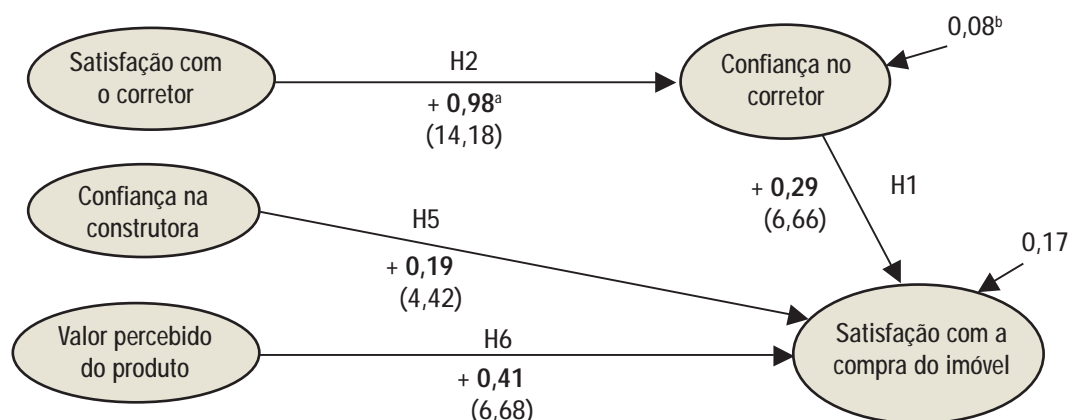 Satisfação com
o corretor
H2
+ 0,98ᵃ
(14,18)
Confiança no
corretor
0,08ᵇ
Confiança na
construtora
H5
+ 0,19
(4,42)
+ 0,29
(6,66)
H1
0,17
Valor percebido
do produto
H6
+ 0,41
(6,68)
Satisfação com a
compra do imóvel